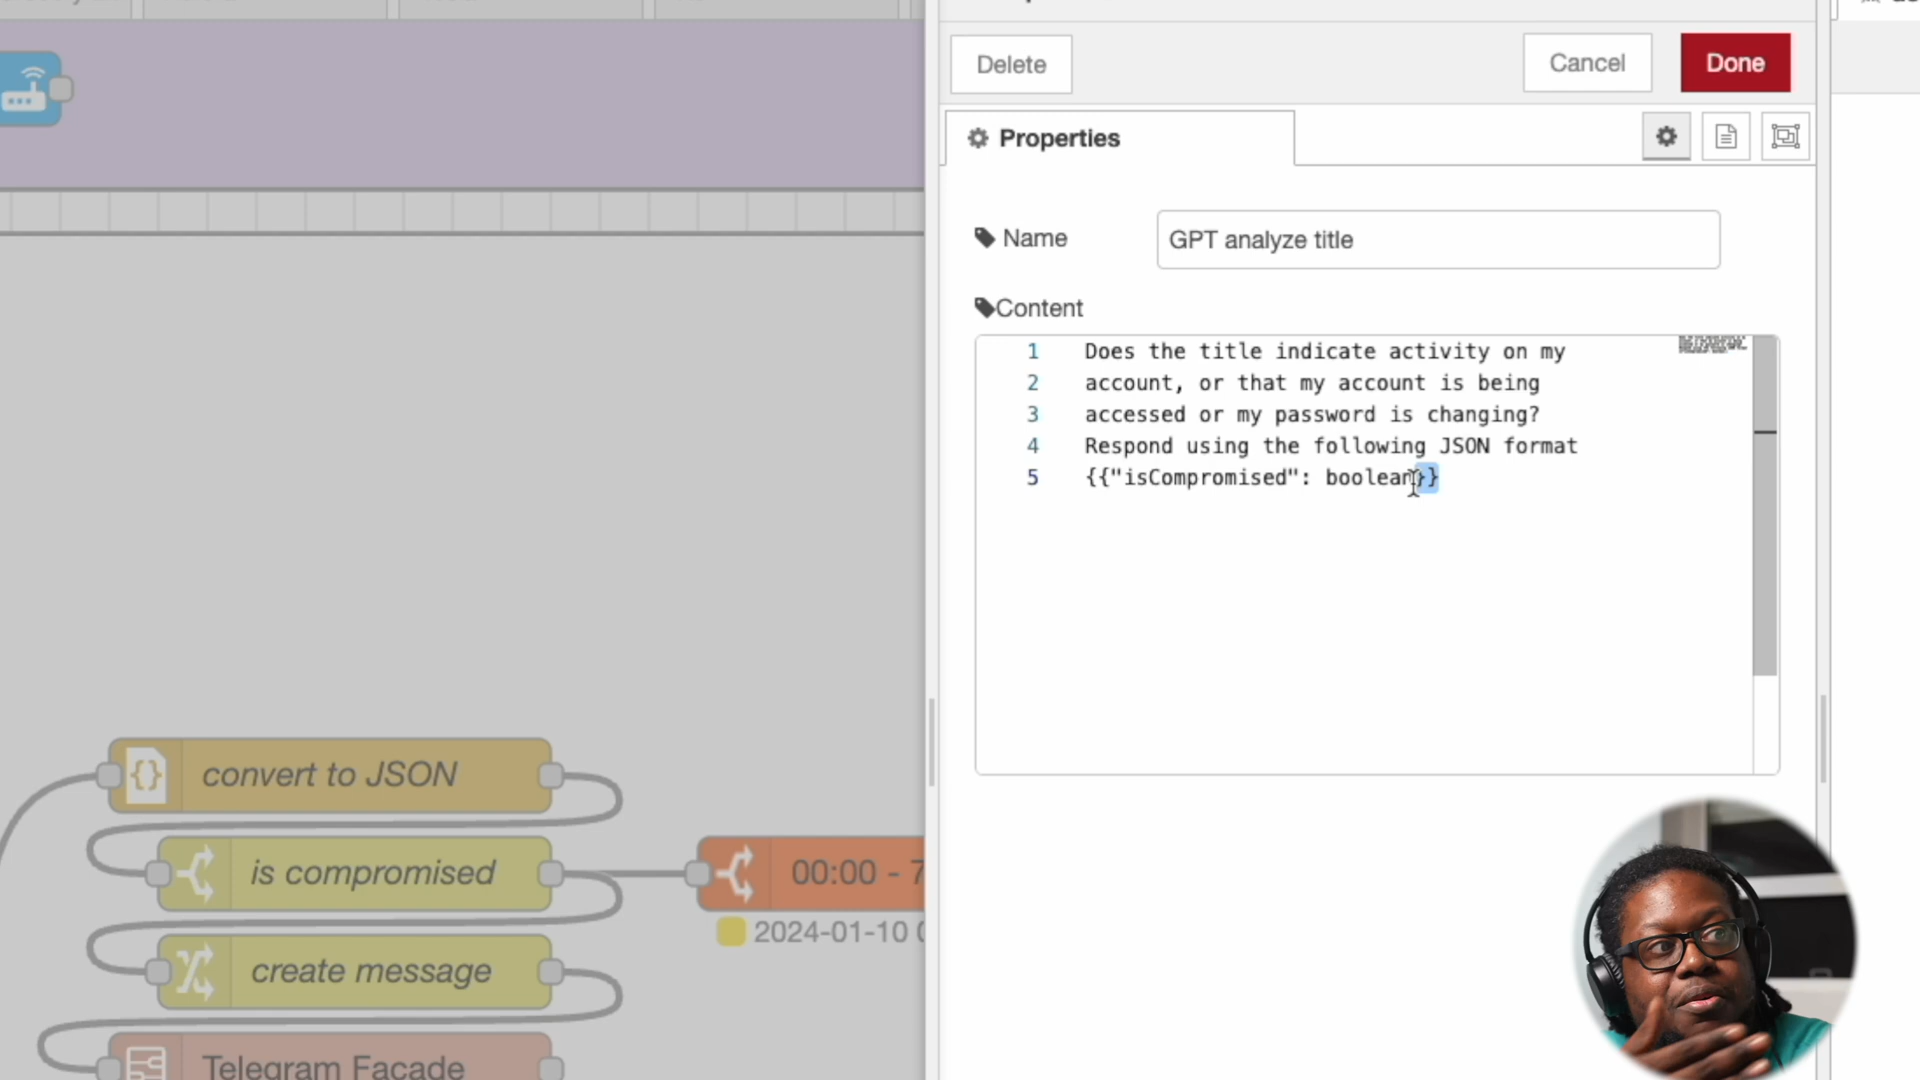 Delete
Cancel
Done
Properties
Name
GPT analyze title
Content
1 Does the title indicate activity on my
2 account, or that my account is being
3 accessed or my password is changing?
4 Respond using the following JSON format
5 {{"isCompromised": boolean}}
convert to JSON
is compromised
00:00 - 7
2024-01-10
create message
Telegram Facade